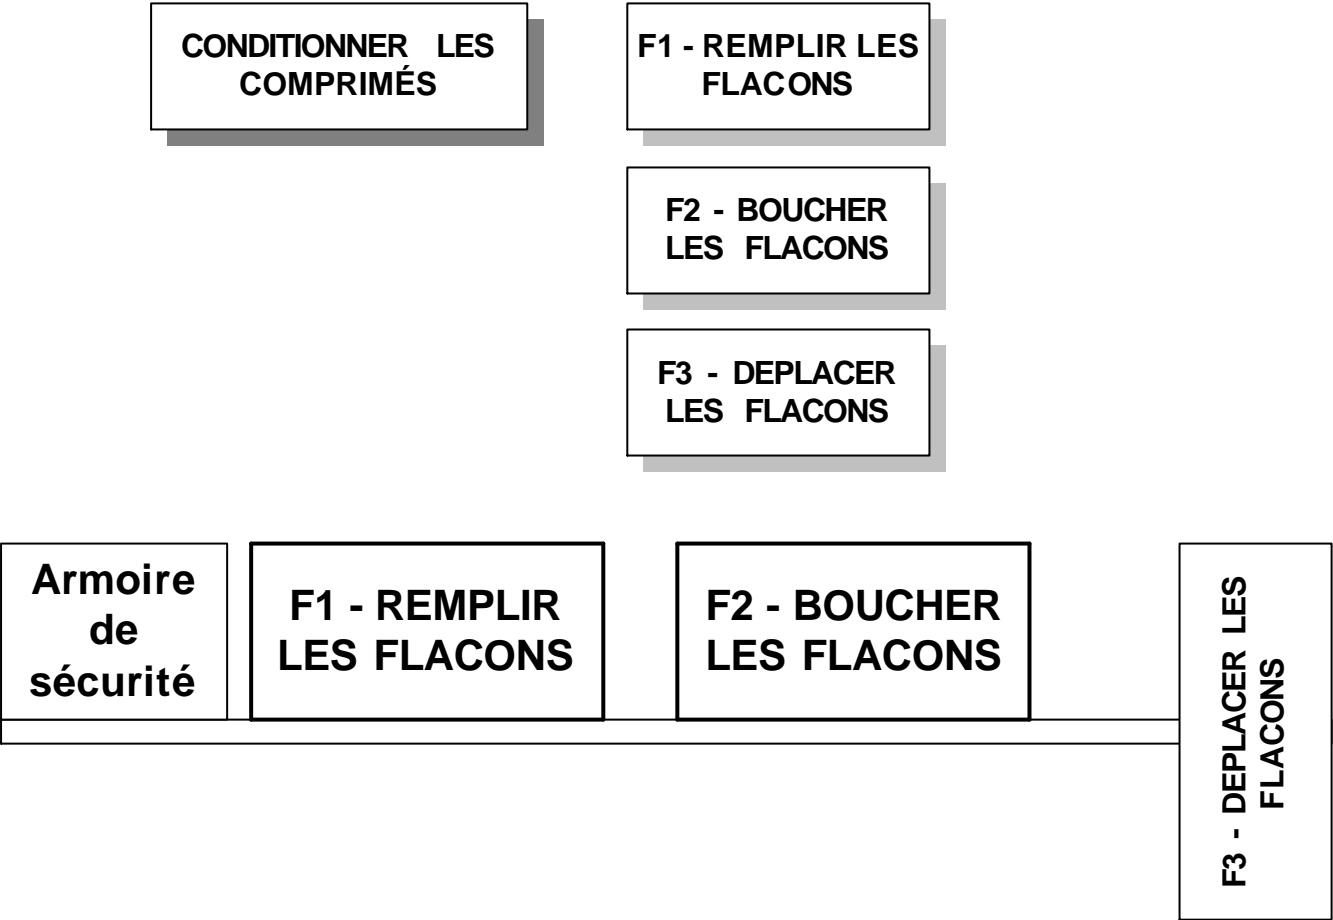 CONDITIONNER LES
COMPRIMÉS
F1 - REMPLIR LES
FLACONS
F2 - BOUCHER
LES FLACONS
F3 - DEPLACER
LES FLACONS
Armoire
de
sécurité
F1 - REMPLIR
LES FLACONS
F2 - BOUCHER
LES FLACONS
F3 - DEPLACER LES
FLACONS